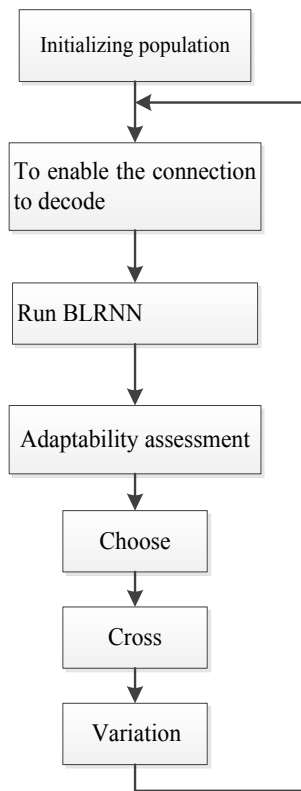 Initializing population
To enable the connection
to decode
Run BLRNN
Adaptability assessment
Choose
Cross
Variation